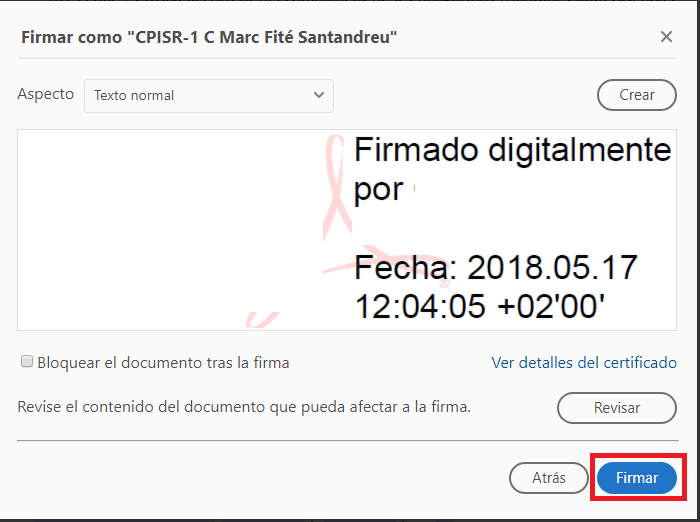 Firmar como "CPISR-1 C Marc Fité Santandreu"
Aspecto Texto normal Crear
Firmado digitalmente
por
Fecha: 2018.05.17
12:04:05 +02'00'
®
Bloquear el documento tras la firma Ver detalles del certificado
Revise el contenido del documento que pueda afectar a la firma. Revisar
Atrás Firmar